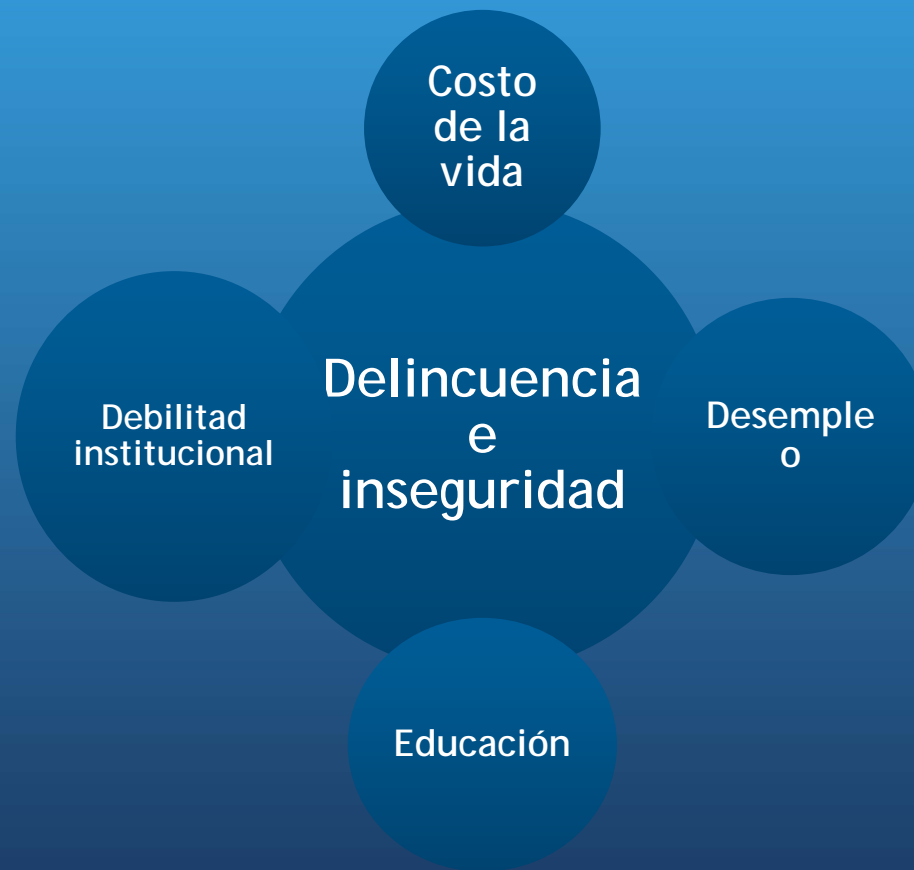 Costo
de la
vida
Debilitad
institucional
Delincuencia
e
inseguridad
Desemple
o
Educación